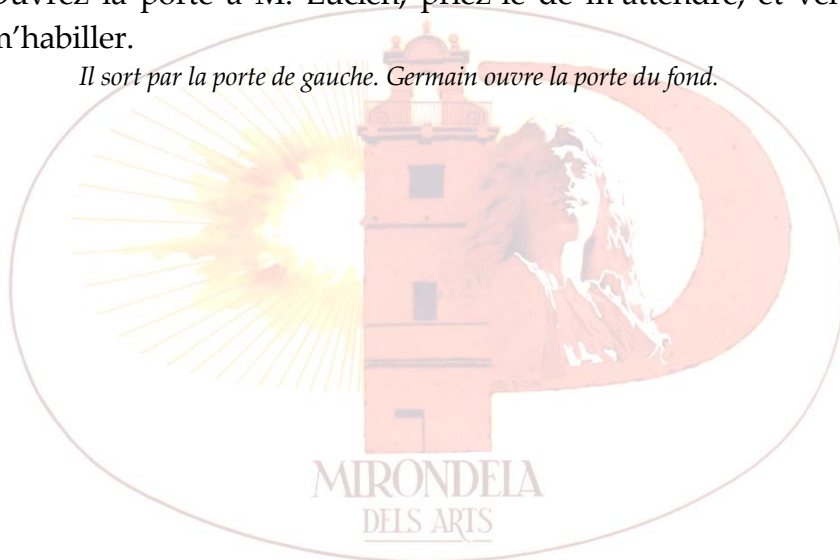 Ouvrez la porte à M. Lucien, priez-le de m'attendre, et
m'habiller.
Il sort par la porte de gauche. Germain ouvre la porte du fond.
MIRONDELA
DELS ARTS